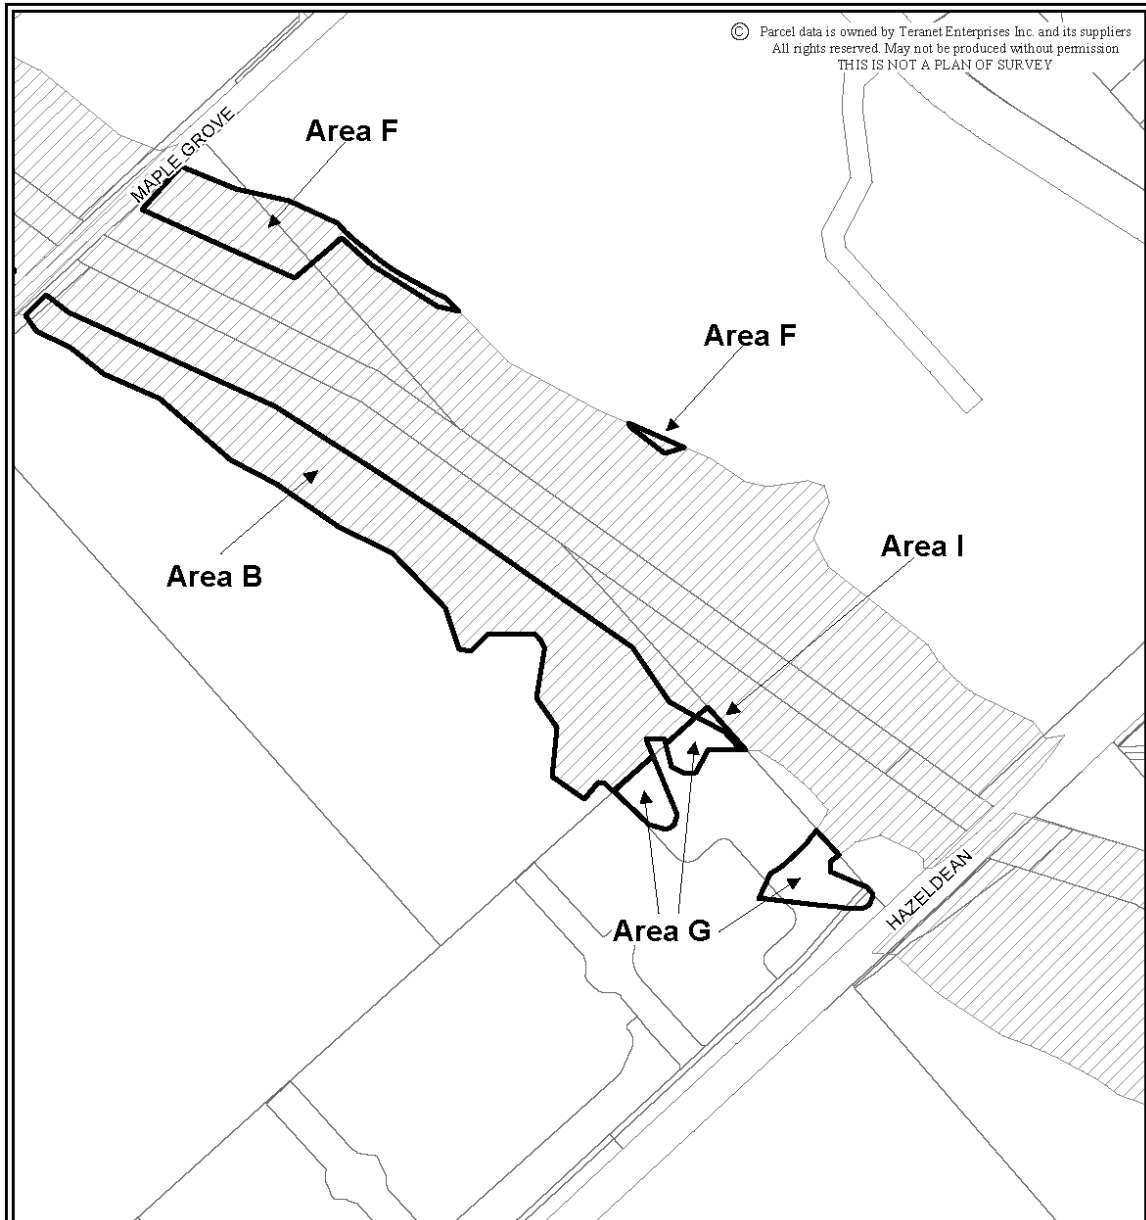 © Parcel data is owned by Teranet Enterprises Inc. and its suppliers
All rights reserved. May not be produced without permission
THIS IS NOT A PLAN OF SURVEY
Area F
MAPLE GROVE
Area F
Area I
Area B
HAZELDEAN
Area G